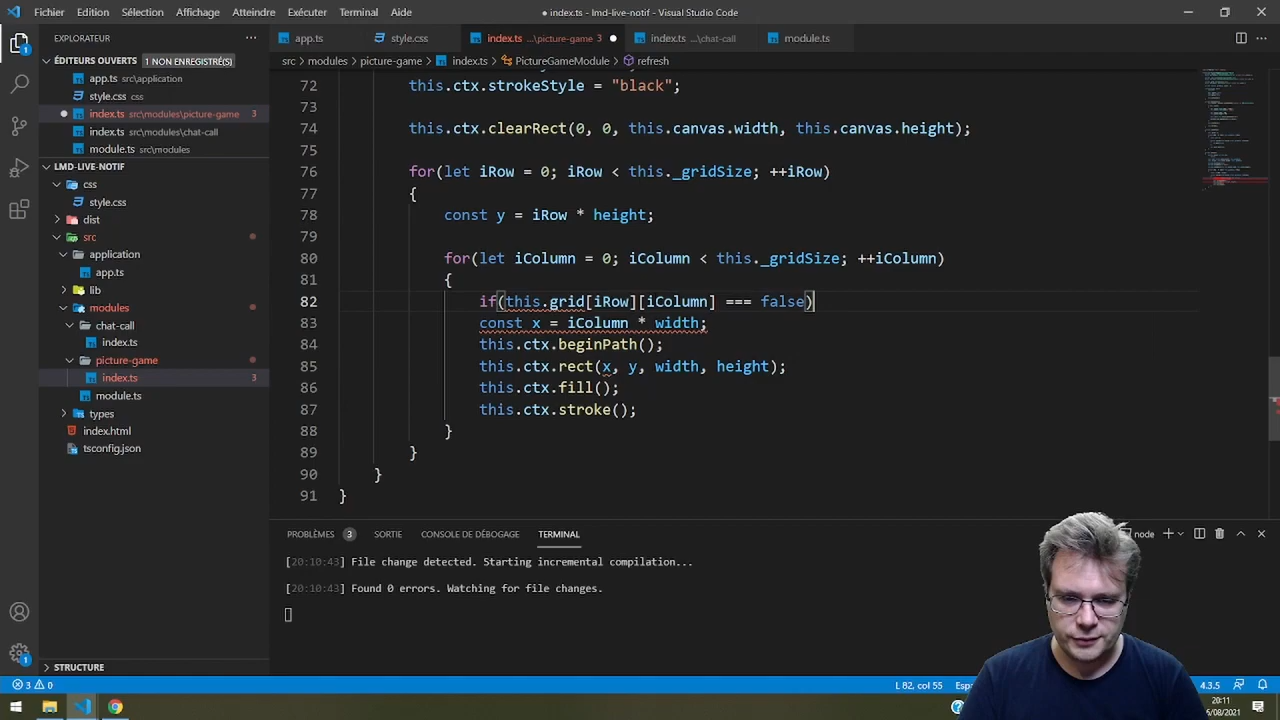 Fichier Édition Sélection Affichage Atteindre Exécuter Terminal Aide
● index.ts - lmd-live-notif - Visual Studio Code
EXPLORATEUR
ÉDITEURS OUVERTS 1 NON ENREGISTRÉ(S)
app.ts src\application
style.css css
index.ts src\modules\picture-game 3
index.ts src\modules\chat-call
module.ts src\modules
LMD-LIVE-NOTIF
css
style.css
dist
src
application
app.ts
lib
modules
chat-call
index.ts
picture-game
index.ts 3
module.ts
types
index.html
tsconfig.json
STRUCTURE
app.ts
style.css
index.ts ...\picture-game 3
index.ts ...\chat-call
module.ts
src > modules > picture-game > index.ts > PictureGameModule > refresh
72 this.ctx.strokeStyle = "black";
73
74 this.ctx.clearRect(0, 0, this.canvas.width, this.canvas.height);
75
76 for(let iRow = 0; iRow < this._gridSize; ++iRow)
77 {
78 const y = iRow * height;
79
80 for(let iColumn = 0; iColumn < this._gridSize; ++iColumn)
81 {
82 if(this.grid[iRow][iColumn] === false)
83 const x = iColumn * width;
84 this.ctx.beginPath();
85 this.ctx.rect(x, y, width, height);
86 this.ctx.fill();
87 this.ctx.stroke();
88 }
89 }
90 }
91 }
PROBLÈMES 3 SORTIE CONSOLE DE DÉBOGAGE TERMINAL
node
[20:10:43] File change detected. Starting incremental compilation...
[20:10:43] Found 0 errors. Watching for file changes.
3 0
L 82, col 55
4.3.5
20:11